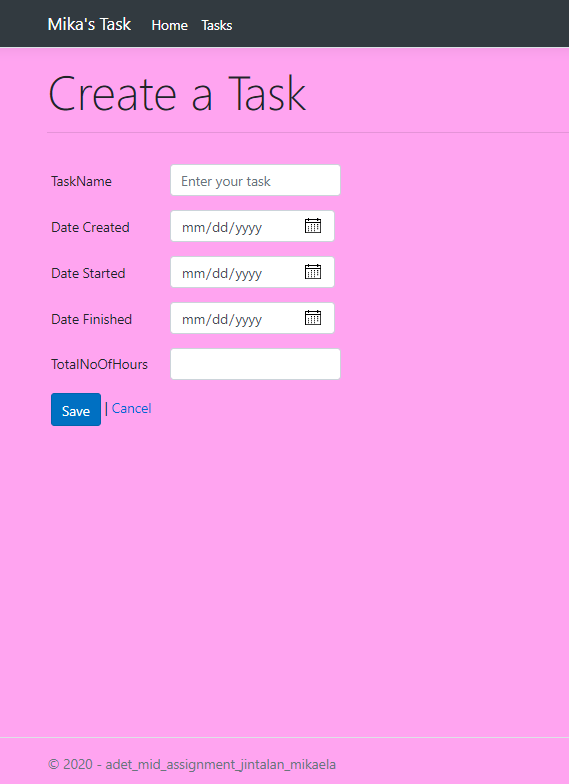 Mika's Task Home Tasks
Create a Task
TaskName Enter your task
Date Created mm/dd/yyyy
Date Started mm/dd/yyyy
Date Finished mm/dd/yyyy
TotalNoOfHours
Save | Cancel
© 2020 - adet_mid_assignment_jintalan_mikaela